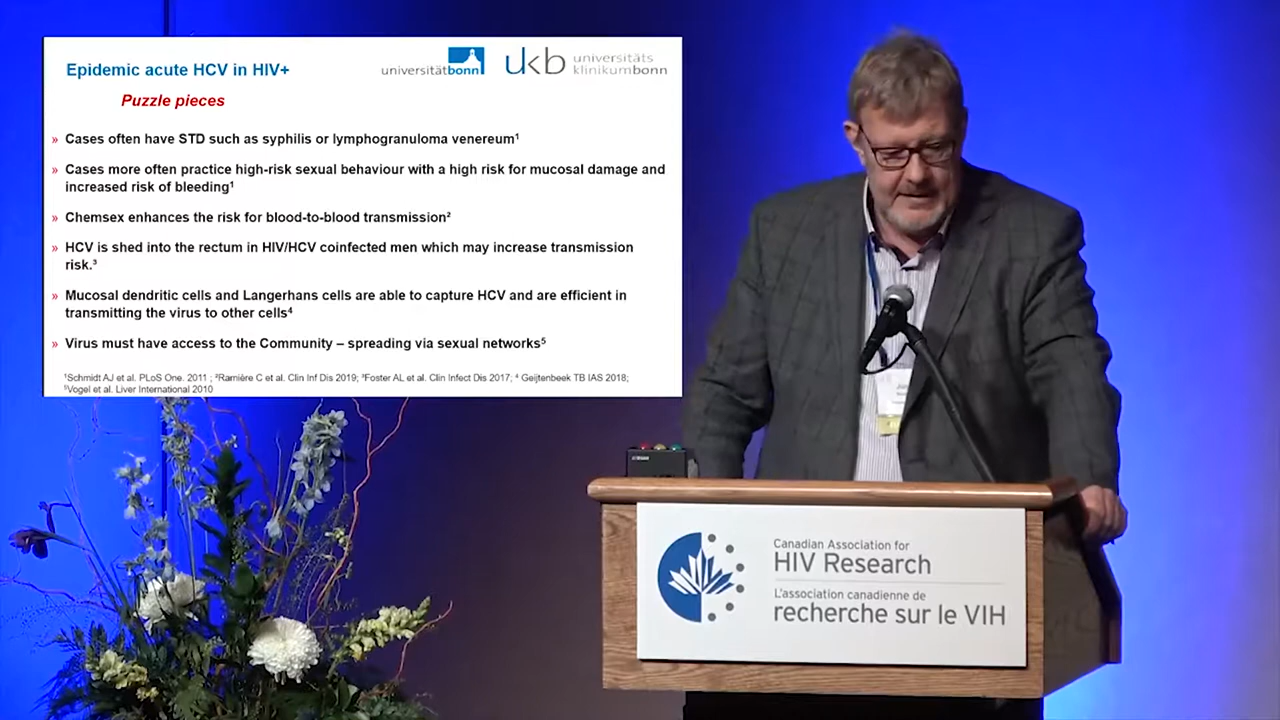 Epidemic acute HCV in HIV+
universitätbonn
ukb universitäts
klinikumbonn
Puzzle pieces
» Cases often have STD such as syphilis or lymphogranuloma venereum¹
» Cases more often practice high-risk sexual behaviour with a high risk for mucosal damage and
increased risk of bleeding¹
» Chemsex enhances the risk for blood-to-blood transmission²
» HCV is shed into the rectum in HIV/HCV coinfected men which may increase transmission
risk.³
» Mucosal dendritic cells and Langerhans cells are able to capture HCV and are efficient in
transmitting the virus to other cells⁴
» Virus must have access to the Community – spreading via sexual networks⁵
¹Schmidt AJ et al. PLoS One. 2011 ; ²Ramière C et al. Clin Inf Dis 2019; ³Foster AL et al. Clin Infect Dis 2017; ⁴ Geijtenbeek TB IAS 2018;
⁵Vogel et al. Liver International 2010
Canadian Association for
HIV Research
L'association canadienne de
recherche sur le VIH